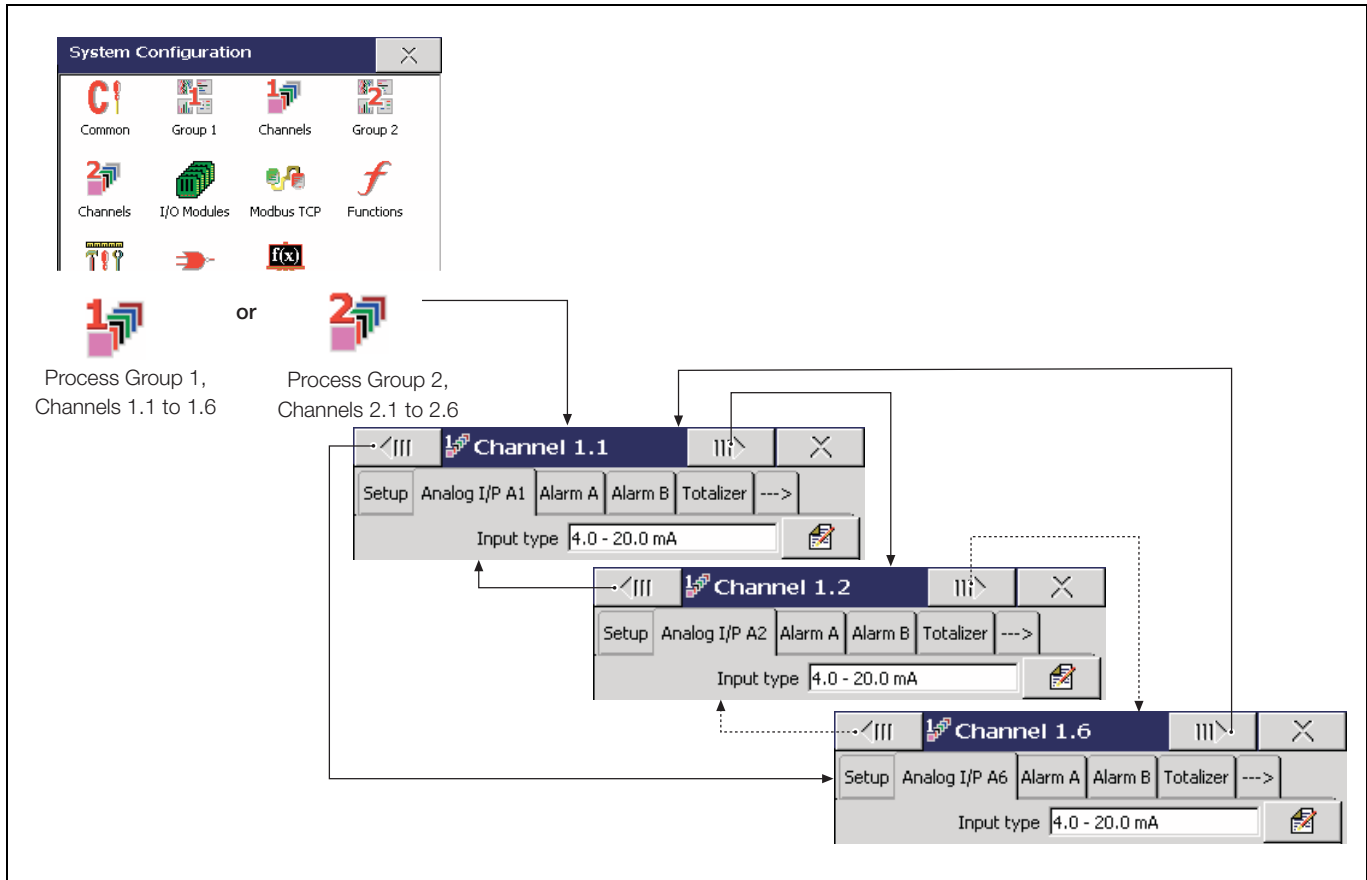 System Configuration
Common Group 1 Channels Group 2
Channels I/O Modules Modbus TCP Functions
f(x)
1 or 2
Process Group 1,
Channels 1.1 to 1.6
Process Group 2,
Channels 2.1 to 2.6
Channel 1.1
Setup Analog I/P A1 Alarm A Alarm B Totalizer --->
Input type 4.0 - 20.0 mA
Channel 1.2
Setup Analog I/P A2 Alarm A Alarm B Totalizer --->
Input type 4.0 - 20.0 mA
Channel 1.6
Setup Analog I/P A6 Alarm A Alarm B Totalizer --->
Input type 4.0 - 20.0 mA